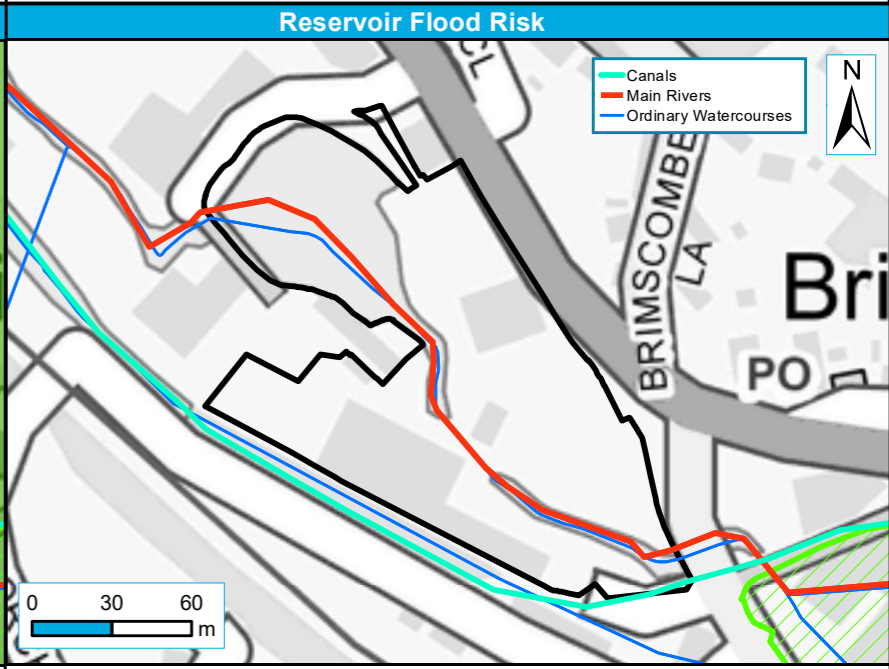 Reservoir Flood Risk
CL
Canals
Main Rivers
Ordinary Watercourses
N
BRIMSCOMBE
LA
Bri
PO
0 30 60
m